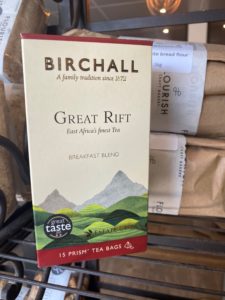 BIRCHALL
A family tradition since 1872
GREAT RIFT
East Africa's finest Tea
BREAKFAST BLEND
great
taste
15 PRISM TEA BAGS
OURISH